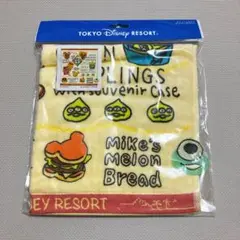 TOKYO Disney RESORT.
PLINGS
with Souvenir Case
Mike's
Melon
Bread
EY RESORT